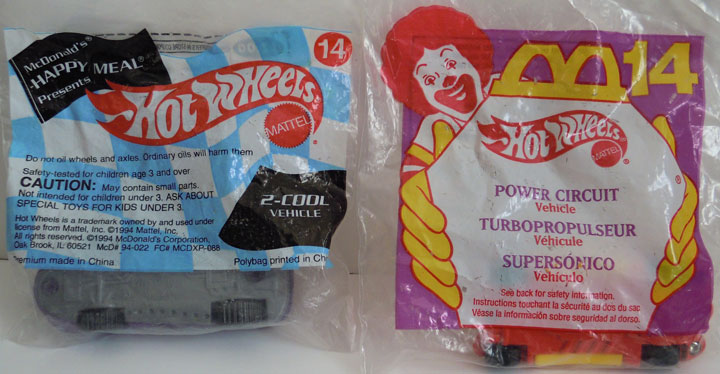 McDonald's®
HAPPY MEAL®
Presents
14
HOT WHEELS®
MATTEL
Do not oil wheels and axles. Ordinary oils will harm them
Safety-tested for children age 3 and over
CAUTION: May contain small parts.
Not intended for children under 3. ASK ABOUT
SPECIAL TOYS FOR KIDS UNDER 3.
2-COOL
VEHICLE
Hot Wheels is a trademark owned by and used under
license from Mattel, Inc. ©1994 Mattel, Inc.
All rights reserved. ©1994 McDonald's Corporation,
Oak Brook, IL 60521 McD# 94-022 FC# MCDXP-088
Premium made in China
Polybag printed in Ch
14
HOT WHEELS®
MATTEL
POWER CIRCUIT
Vehicle
TURBOPROPULSEUR
Véhicule
SUPERSÓNICO
Vehículo
See back for safety information.
Instructions touchant la sécurité au dos du sac
Véase la información sobre seguridad al dorso.